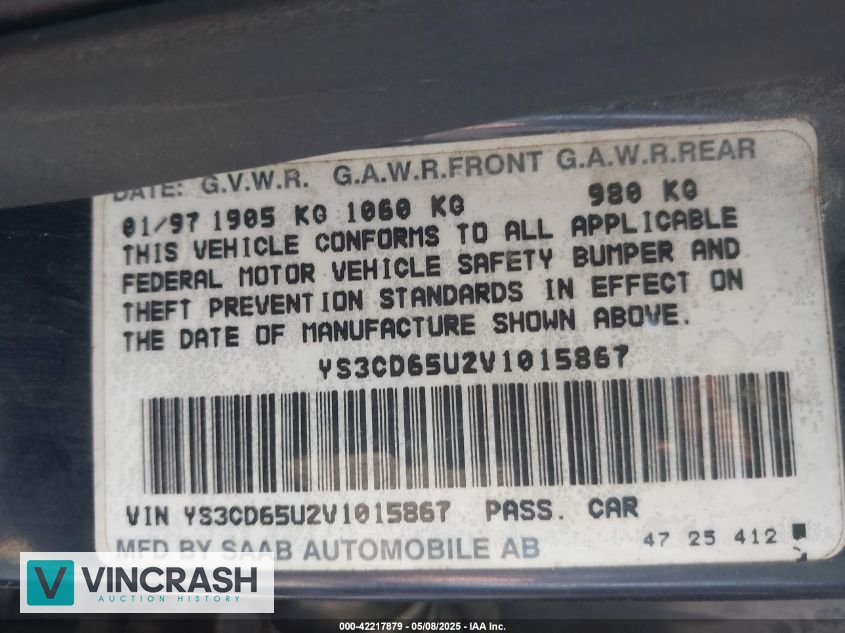 DATE: G.V.W.R. G.A.W.R.FRONT G.A.W.R.REAR
01/97 1905 KG 1060 KG 980 KG
THIS VEHICLE CONFORMS TO ALL APPLICABLE
FEDERAL MOTOR VEHICLE SAFETY BUMPER AND
THEFT PREVENTION STANDARDS IN EFFECT ON
THE DATE OF MANUFACTURE SHOWN ABOVE.
YS3CD65U2V1015867
VIN YS3CD65U2V1015867 PASS. CAR
MFD BY SAAB AUTOMOBILE AB 47 25 412
V VINCRASH
AUCTION HISTORY
000-42217879 - 05/08/2025 - IAA Inc.